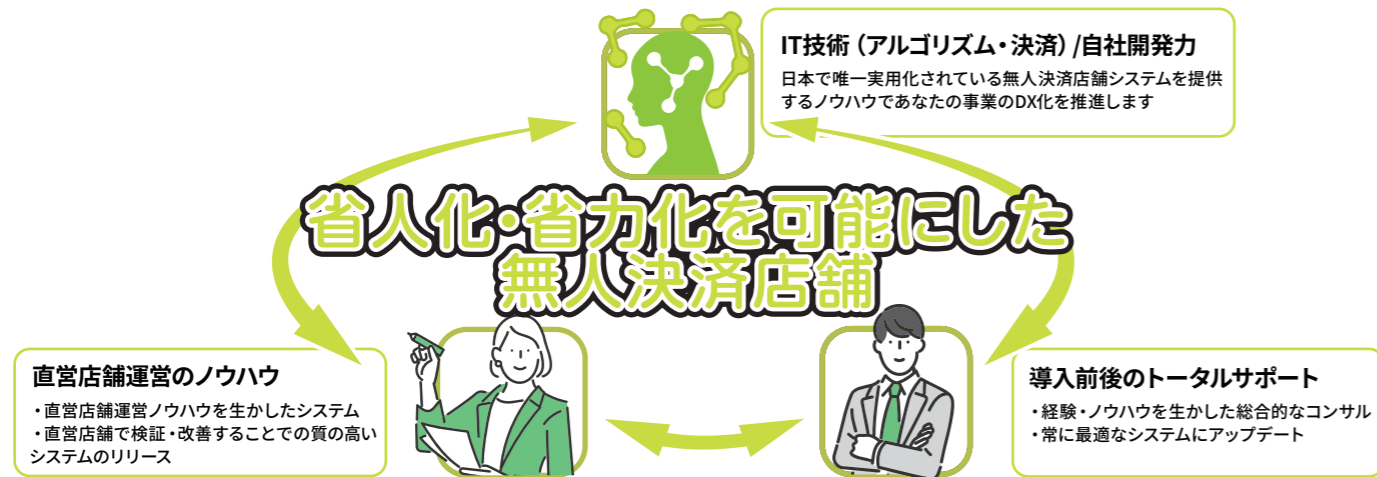 IT技術（アルゴリズム・決済）/自社開発力
日本で唯一実用化されている無人決済店舗システムを提供
するノウハウであなたの事業のDX化を推進します
省人化・省力化を可能にした
無人決済店舗
直営店舗運営のノウハウ
・直営店舗運営ノウハウを生かしたシステム
・直営店舗で検証・改善することでの質の高い
システムのリリース
導入前後のトータルサポート
・経験・ノウハウを生かした総合的なコンサル
・常に最適なシステムにアップデート